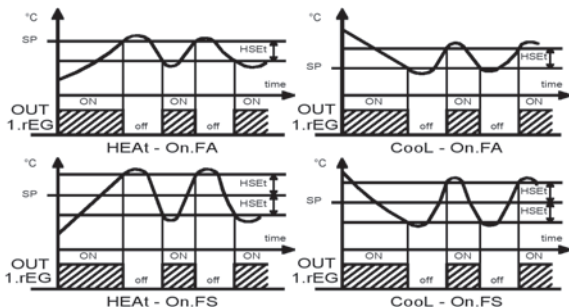 °C
SP
HSEt
time
ON off ON off ON
OUT
1.rEG
HEAt - On.FA
°C
HSEt
SP
time
ON off ON off ON
OUT
1.rEG
CooL - On.FA
°C
HSEt
SP
HSEt
time
ON off ON off ON
OUT
1.rEG
HEAt - On.FS
°C
HSEt
SP
HSEt
time
ON off ON off ON
OUT
1.rEG
CooL - On.FS